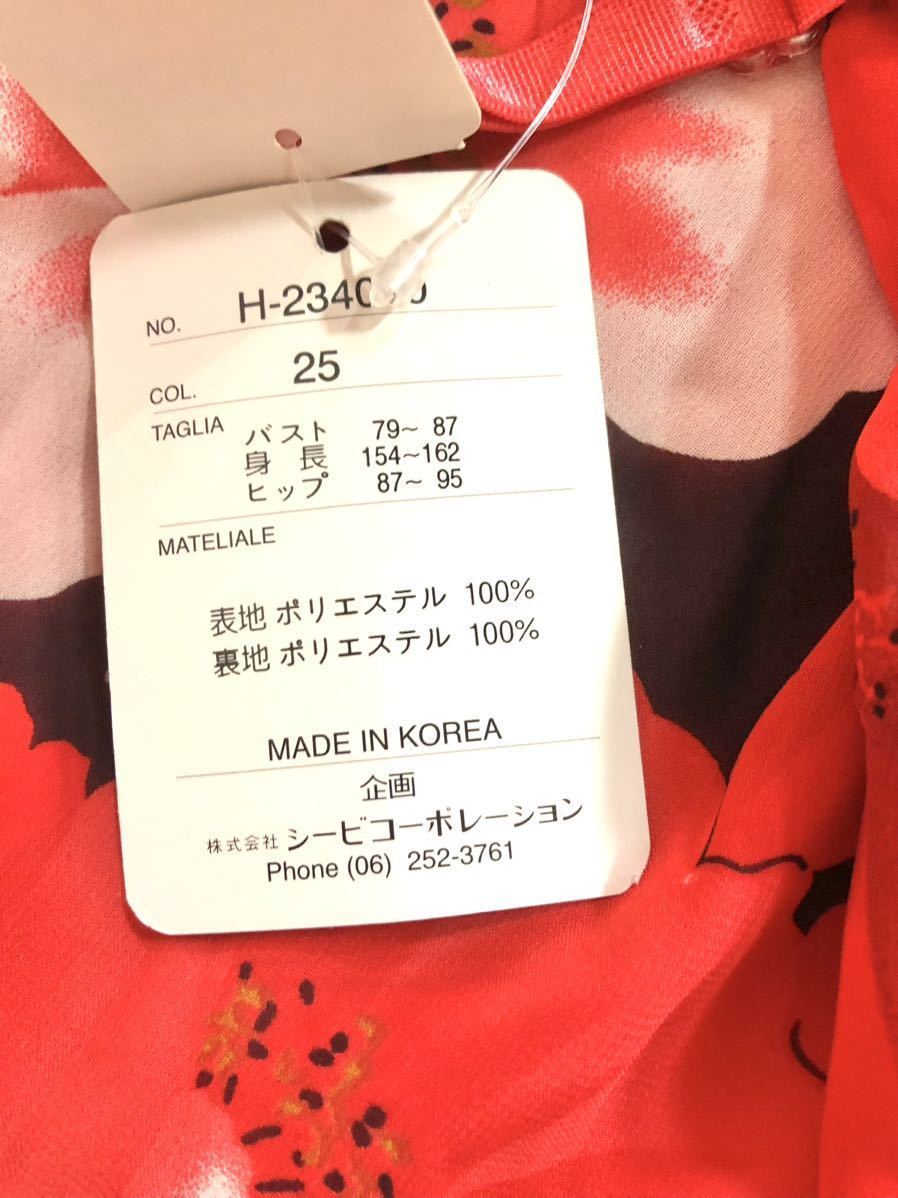 NO.
COL. 25
TAGLIA バスト 79~ 87
身長 154~162
ヒップ 87~ 95
MATELIALE
表地 ポリエステル 100%
裏地 ポリエステル 100%
MADE IN KOREA
企画
株式会社 シービコーポレーション
Phone (06) 252-3761